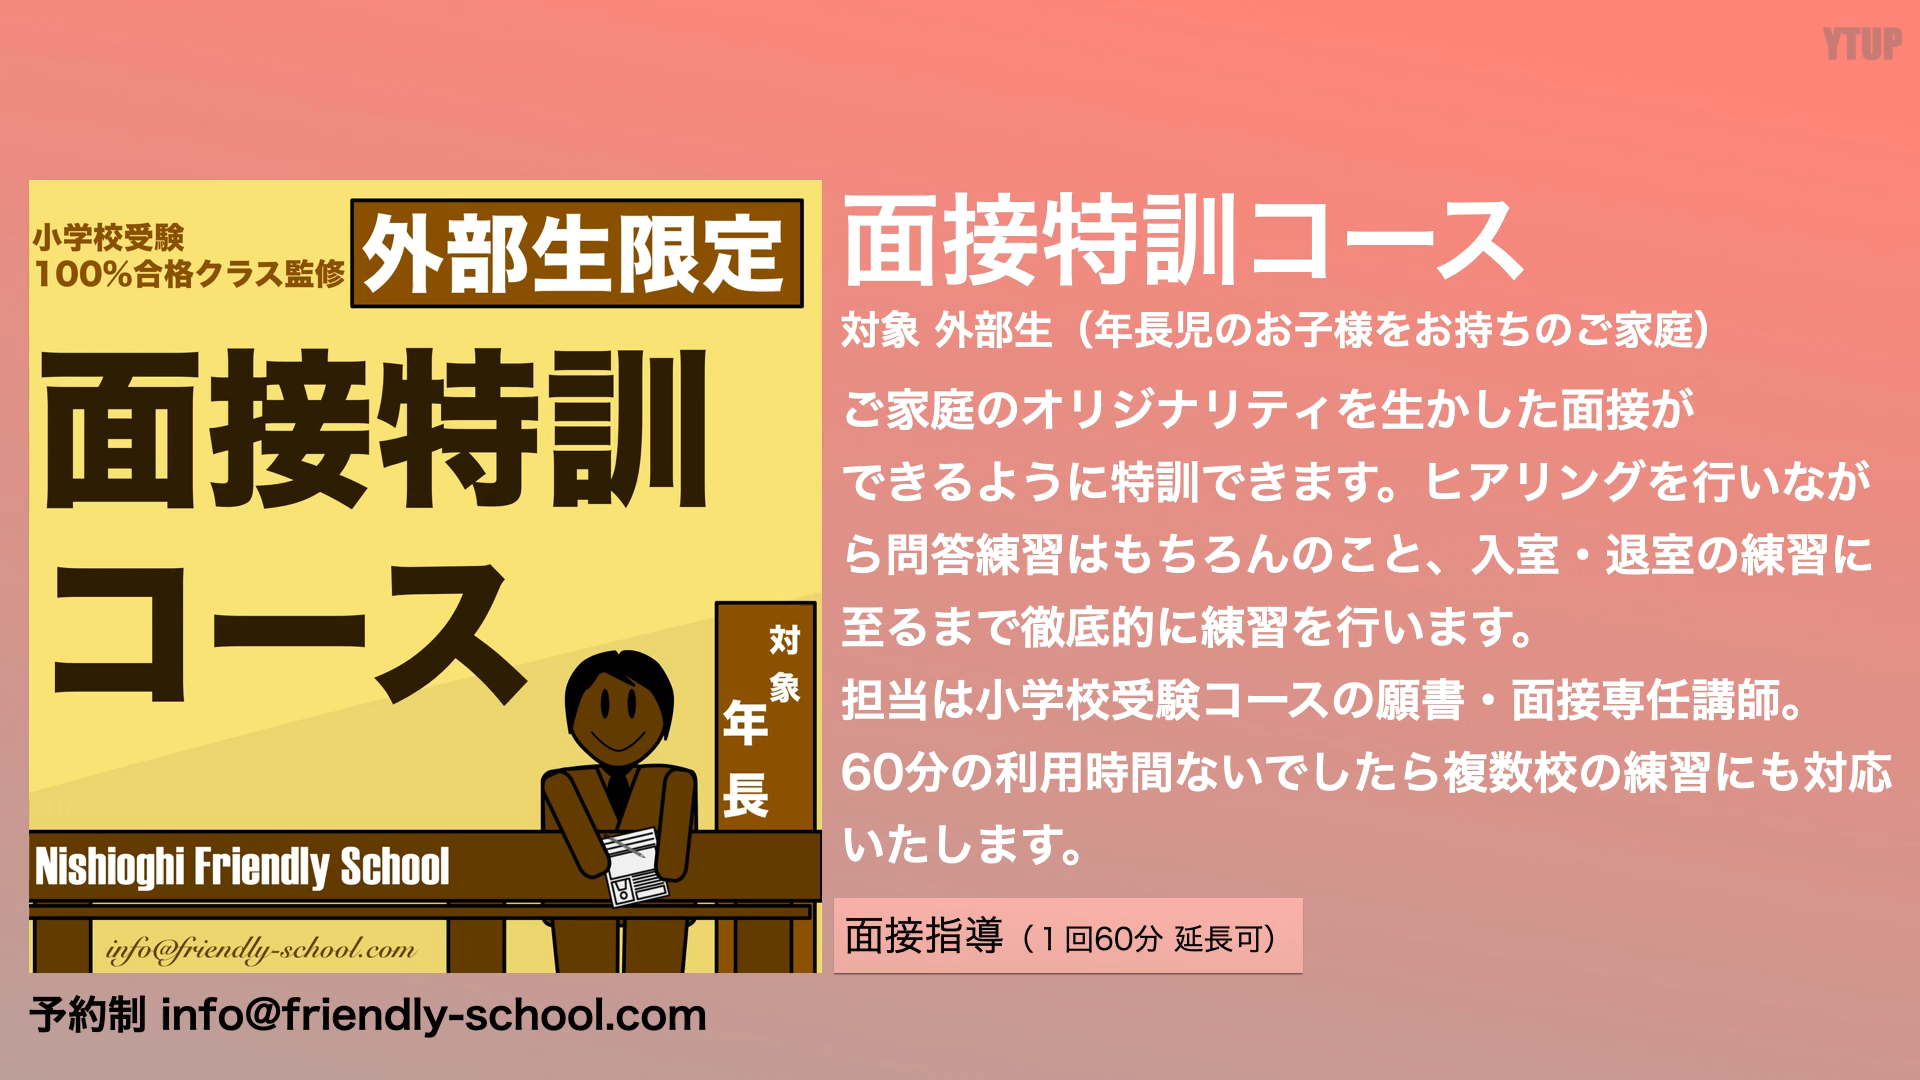 YTUP
小学校受験
100%合格クラス監修
外部生限定
面接特訓
コース
対象
年長
Nishioghi Friendly School
info@friendly-school.com
予約制 info@friendly-school.com
面接特訓コース
対象 外部生（年長児のお子様をお持ちのご家庭）
ご家庭のオリジナリティを生かした面接が
できるように特訓できます。ヒアリングを行いなが
ら問答練習はもちろんのこと、入室・退室の練習に
至るまで徹底的に練習を行います。
担当は小学校受験コースの願書・面接専任講師。
60分の利用時間ないでしたら複数校の練習にも対応
いたします。
面接指導（１回60分 延長可）